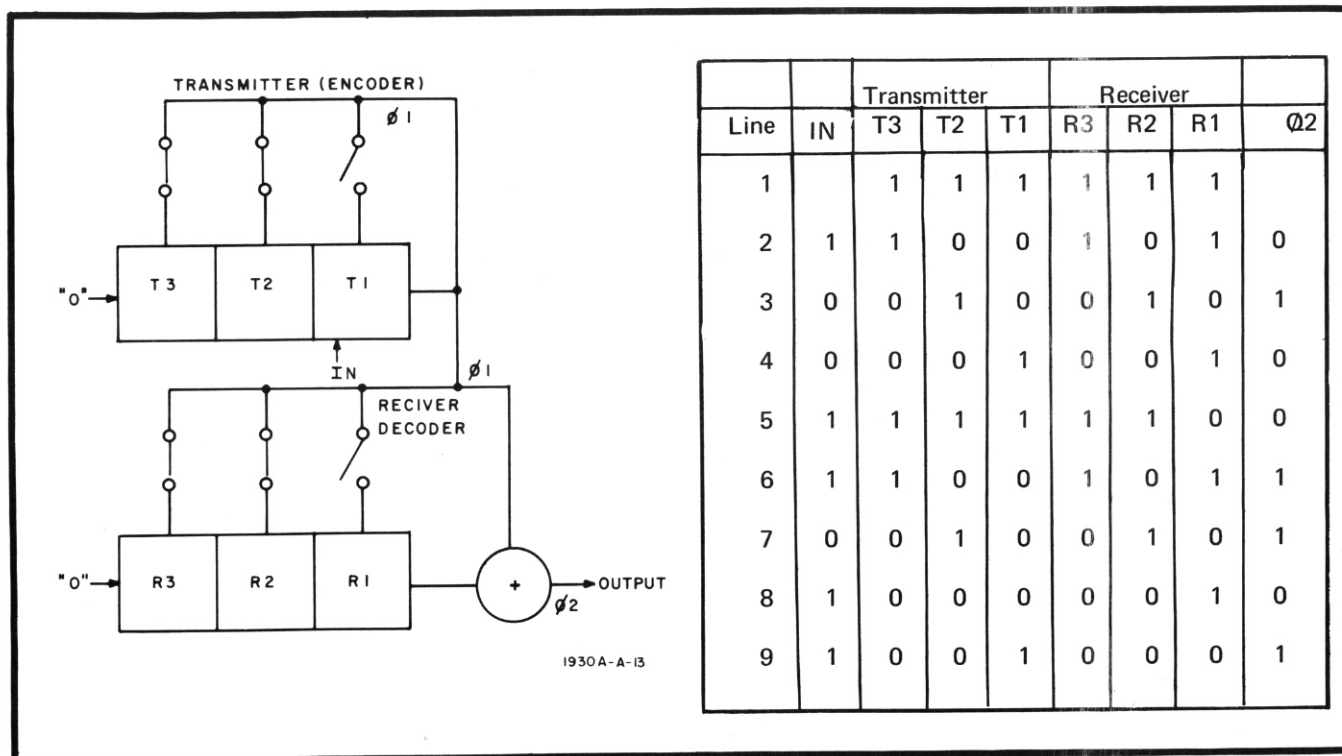 TRANSMITTER (ENCODER)
Ø1
"O"
T3 T2 T1
IN
Ø1
RECIVER
DECODER
"O"
R3 R2 R1
+
OUTPUT
Ø2
1930A-A-13
Transmitter Receiver
Line IN T3 T2 T1 R3 R2 R1 Ø2
1 1 1 1 1 1 1
2 1 1 0 0 1 0 1 0
3 0 0 1 0 0 1 0 1
4 0 0 0 1 0 0 1 0
5 1 1 1 1 1 1 0 0
6 1 1 0 0 1 0 1 1
7 0 0 1 0 0 1 0 1
8 1 0 0 0 0 0 1 0
9 1 0 0 1 0 0 0 1